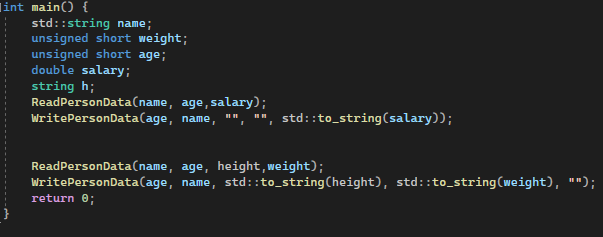 int main() {
std::string name;
unsigned short weight;
unsigned short age;
double salary;
string h;
ReadPersonData(name, age,salary);
WritePersonData(age, name, "", "", std::to_string(salary));
ReadPersonData(name, age, height,weight);
WritePersonData(age, name, std::to_string(height), std::to_string(weight), "");
return 0;
}